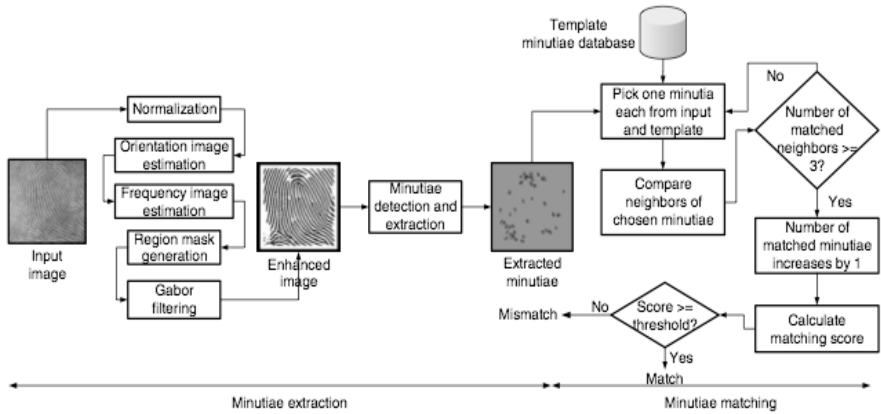 Template
minutiae database
Normalization
Orientation image
estimation
Frequency image
estimation
Region mask
generation
Gabor
filtering
Input
image
Enhanced
image
Minutiae
detection and
extraction
Extracted
minutiae
Pick one minutia
each from input
and template
Compare
neighbors of
chosen minutiae
No
Number of
matched
neighbors >=
3?
Yes
Number of
matched minutiae
increases by 1
Calculate
matching score
Score >=
threshold?
No
Mismatch
Yes
Match
Minutiae extraction
Minutiae matching